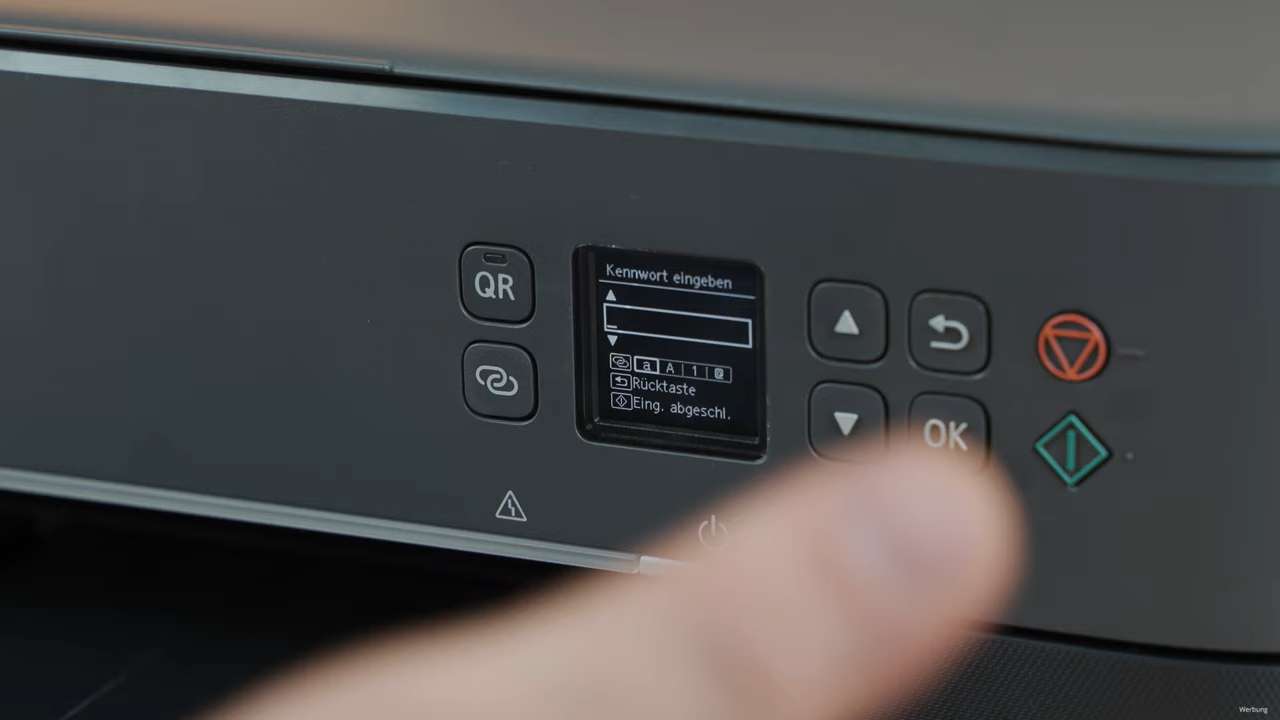 QR
Kennwort eingeben
a A 1 @
Rücktaste
Eing. abgeschl.
OK
Werbung